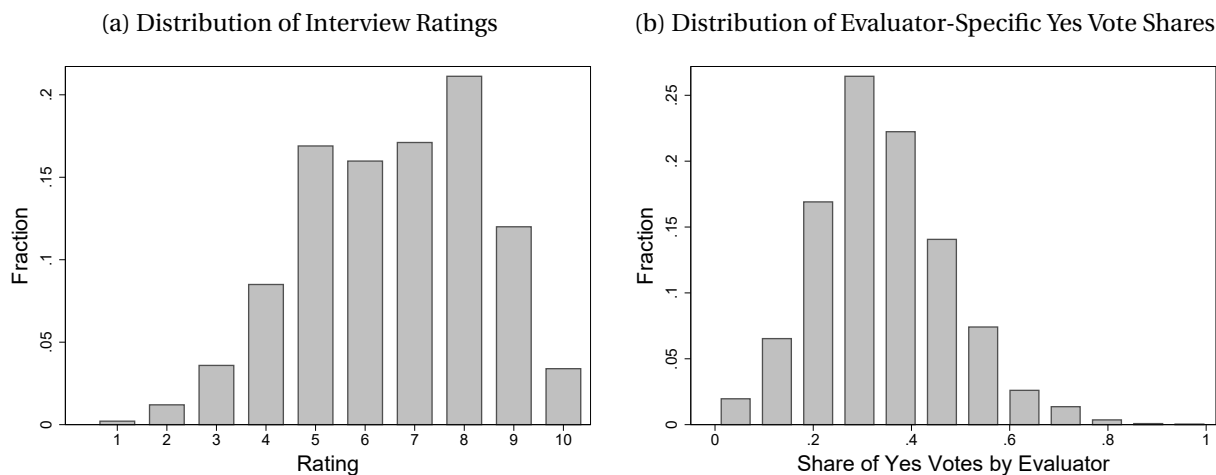 (a) Distribution of Interview Ratings
.2
.15
.1
.05
0
Fraction
1 2 3 4 5 6 7 8 9 10
Rating
(b) Distribution of Evaluator-Specific Yes Vote Shares
.25
.2
.15
.1
.05
0
Fraction
0 .2 .4 .6 .8 1
Share of Yes Votes by Evaluator